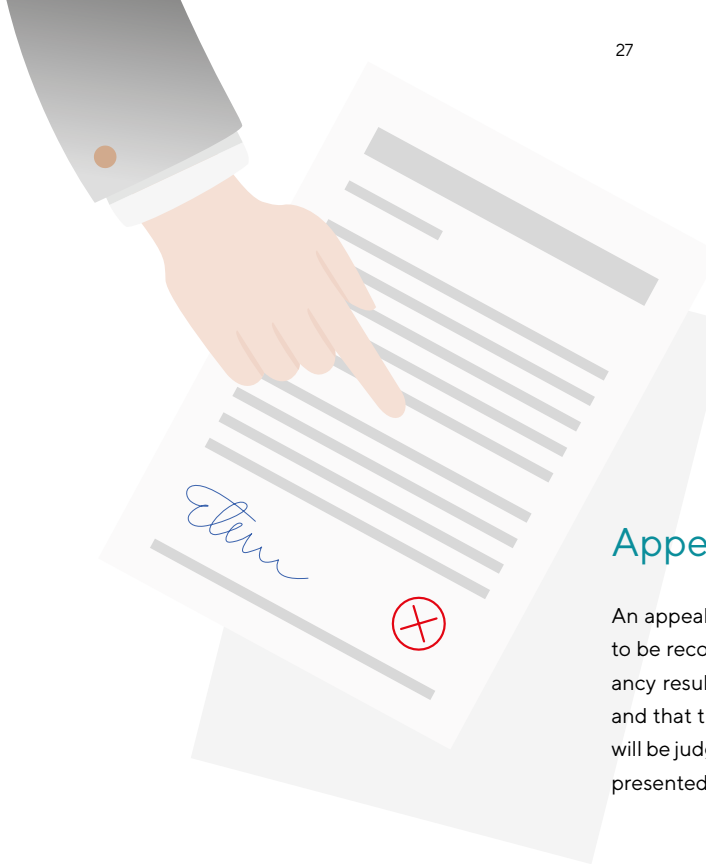 27
Appe
An appeal
to be reco
ancy resul
and that t
will be judg
presented